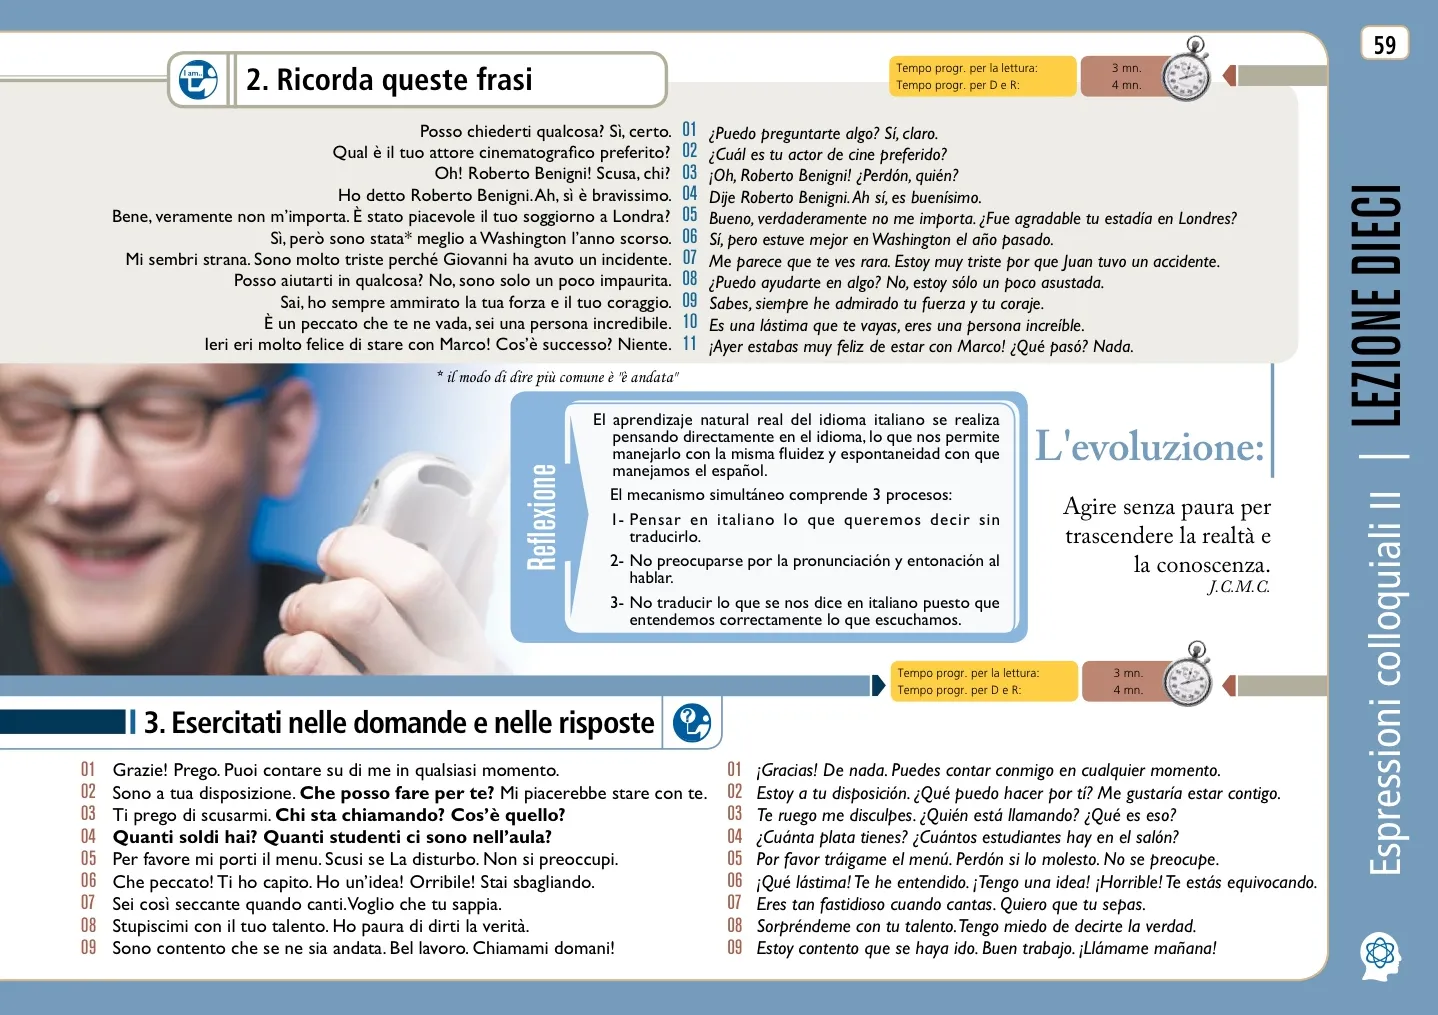 59
I am...
2. Ricorda queste frasi
Tempo progr. per la lettura: 3 mn.
Tempo progr. per D e R: 4 mn.
Posso chiederti qualcosa? Sì, certo. 01 ¿Puedo preguntarte algo? Sí, claro.
Qual è il tuo attore cinematografico preferito? 02 ¿Cuál es tu actor de cine preferido?
Oh! Roberto Benigni! Scusa, chi? 03 ¡Oh, Roberto Benigni! ¿Perdón, quién?
Ho detto Roberto Benigni. Ah, sì è bravissimo. 04 Dije Roberto Benigni. Ah sí, es buenísimo.
Bene, veramente non m'importa. È stato piacevole il tuo soggiorno a Londra? 05 Bueno, verdaderamente no me importa. ¿Fue agradable tu estadía en Londres?
Sì, però sono stata* meglio a Washington l'anno scorso. 06 Sí, pero estuve mejor en Washington el año pasado.
Mi sembri strana. Sono molto triste perché Giovanni ha avuto un incidente. 07 Me parece que te ves rara. Estoy muy triste por que Juan tuvo un accidente.
Posso aiutarti in qualcosa? No, sono solo un poco impaurita. 08 ¿Puedo ayudarte en algo? No, estoy sólo un poco asustada.
Sai, ho sempre ammirato la tua forza e il tuo coraggio. 09 Sabes, siempre he admirado tu fuerza y tu coraje.
È un peccato che te ne vada, sei una persona incredibile. 10 Es una lástima que te vayas, eres una persona increíble.
Ieri eri molto felice di stare con Marco! Cos'è successo? Niente. 11 ¡Ayer estabas muy feliz de estar con Marco! ¿Qué pasó? Nada.
* il modo di dire più comune è "è andata"
Reflexione
El aprendizaje natural real del idioma italiano se realiza
pensando directamente en el idioma, lo que nos permite
manejarlo con la misma fluidez y espontaneidad con que
manejamos el español.
El mecanismo simultáneo comprende 3 procesos:
1- Pensar en italiano lo que queremos decir sin
traducirlo.
2- No preocuparse por la pronunciación y entonación al
hablar.
3- No traducir lo que se nos dice en italiano puesto que
entendemos correctamente lo que escuchamos.
L'evoluzione:
Agire senza paura per
trascendere la realtà e
la conoscenza.
J.C.M.C.
Tempo progr. per la lettura: 3 mn.
Tempo progr. per D e R: 4 mn.
3. Esercitati nelle domande e nelle risposte
01 Grazie! Prego. Puoi contare su di me in qualsiasi momento.
02 Sono a tua disposizione. Che posso fare per te? Mi piacerebbe stare con te.
03 Ti prego di scusarmi. Chi sta chiamando? Cos'è quello?
04 Quanti soldi hai? Quanti studenti ci sono nell'aula?
05 Per favore mi porti il menu. Scusi se La disturbo. Non si preoccupi.
06 Che peccato! Ti ho capito. Ho un'idea! Orribile! Stai sbagliando.
07 Sei così seccante quando canti. Voglio che tu sappia.
08 Stupiscimi con il tuo talento. Ho paura di dirti la verità.
09 Sono contento che se ne sia andata. Bel lavoro. Chiamami domani!
01 ¡Gracias! De nada. Puedes contar conmigo en cualquier momento.
02 Estoy a tu disposición. ¿Qué puedo hacer por tí? Me gustaría estar contigo.
03 Te ruego me disculpes. ¿Quién está llamando? ¿Qué es eso?
04 ¿Cuánta plata tienes? ¿Cuántos estudiantes hay en el salón?
05 Por favor tráigame el menú. Perdón si lo molesto. No se preocupe.
06 ¡Qué lástima! Te he entendido. ¡Tengo una idea! ¡Horrible! Te estás equivocando.
07 Eres tan fastidioso cuando cantas. Quiero que tu sepas.
08 Sorpréndeme con tu talento. Tengo miedo de decirte la verdad.
09 Estoy contento que se haya ido. Buen trabajo. ¡Llámame mañana!
Espressioni colloquiali II | LEZIONE DIECI